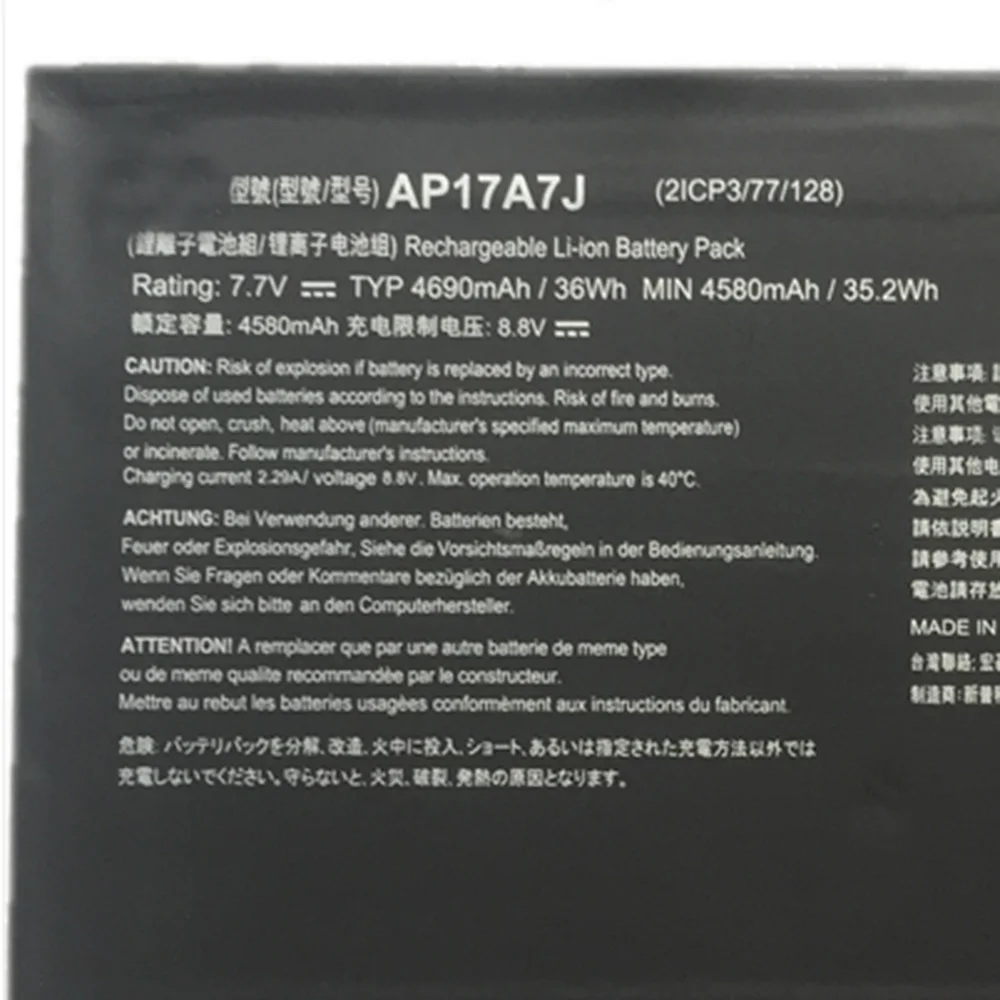 型號(型號/型号) AP17A7J (2ICP3/77/128)
(鋰離子電池組/锂离子电池组) Rechargeable Li-ion Battery Pack
Rating: 7.7V ⎓ TYP 4690mAh / 36Wh MIN 4580mAh / 35.2Wh
額定容量: 4580mAh 充电限制电压: 8.8V ⎓
CAUTION: Risk of explosion if battery is replaced by an incorrect type.
Dispose of used batteries according to the instructions. Risk of fire and burns.
Do not open, crush, heat above (manufacturer's specified maximum temperature)
or incinerate. Follow manufacturer's instructions.
Charging current 2.29A/ voltage 8.8V. Max. operation temperature is 40°C.
ACHTUNG: Bei Verwendung anderer. Batterien besteht,
Feuer oder Explosionsgefahr, Siehe die Vorsichtsmaßregeln in der Bedienungsanleitung.
Wenn Sie Fragen oder Kommentare bezüglich der Akkubatterie haben,
wenden Sie sich bitte an den Computerhersteller.
ATTENTION! A remplacer que par une autre batterie de meme type
ou de meme qualite recommandée par le constructeur.
Mettre au rebut les batteries usagées conformément aux instructions du fabricant.
危険: バッテリパックを分解、改造、火中に投入、ショート、あるいは指定された充電方法以外では
充電しないでください。守らないと、火災、破裂、発熱の原因となります。
注意事項:
使用其他電
注意事項:
使用其他电
為避免起火
請依説明書
請參考使用
電池請存放
MADE IN
台灣聯絡: 宏
制造商: 新普